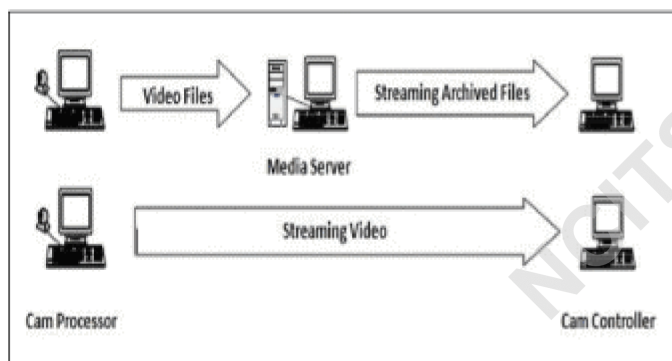 Video Files
Streaming Archived Files
Media Server
Streaming Video
Cam Processor
Cam Controller